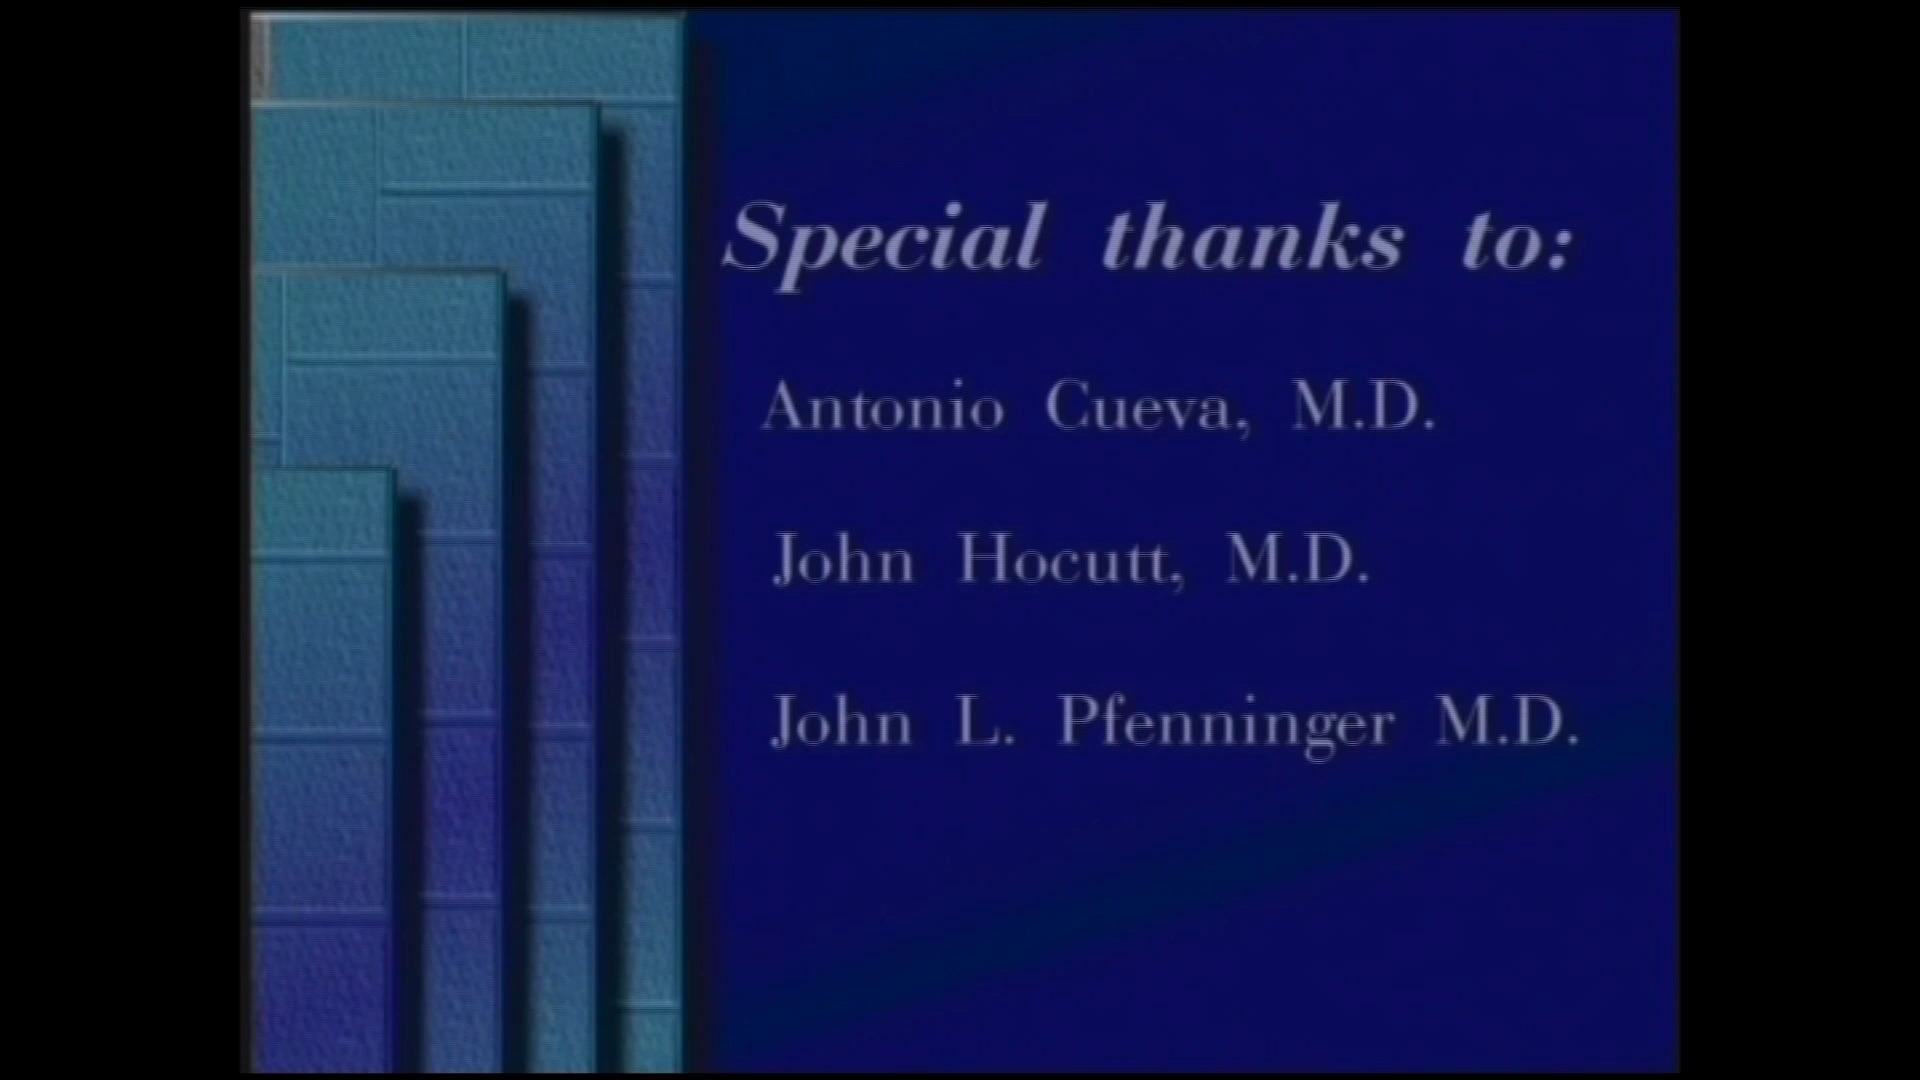 Special thanks to:
Antonio Cueva, M.D.
John Hocutt, M.D.
John L. Pfenninger M.D.